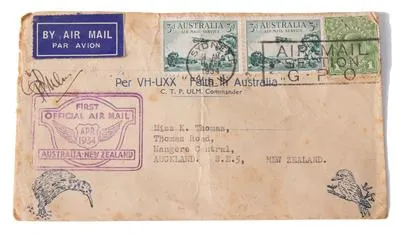 BY AIR MAIL
PAR AVION
3D AUSTRALIA 3D
AIR MAIL SERVICE
AUSTRALIA
AIR MAIL SERVICE
SYDNEY
AIR MAIL
G.P.O
Per VH-UXX "Faith in Australia
C. T. P. ULM. Commander
FIRST
OFFICIAL AIR MAIL
APR
1934
AUSTRALIA-NEW ZEALAND
Miss K. Thomas,
Thomas Road,
Mangere Central,
AUCKLAND. S.E.5, NEW ZEALAND.